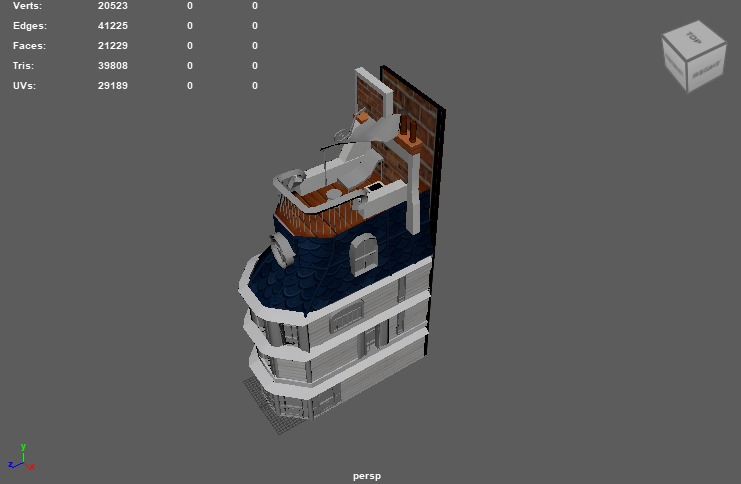 Verts: 20523 0 0
Edges: 41225 0 0
Faces: 21229 0 0
Tris: 39808 0 0
UVs: 29189 0 0
TOP
y
z x
persp